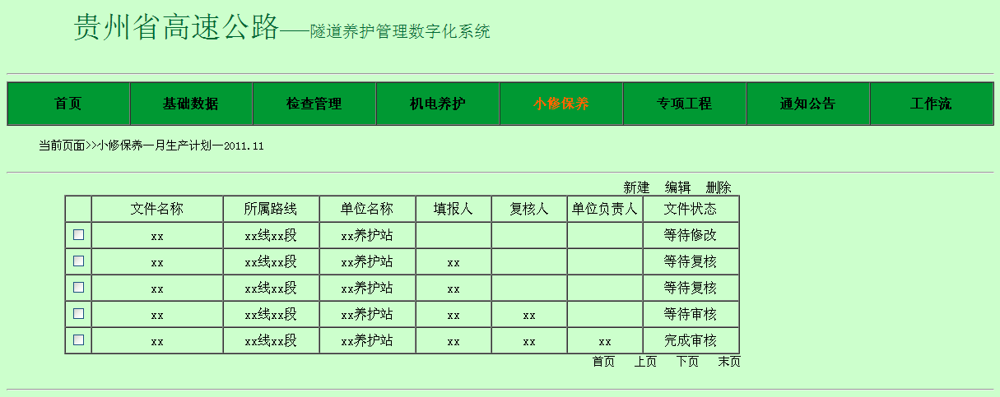 贵州省高速公路——隧道养护管理数字化系统
首页 基础数据 检查管理 机电养护 小修保养 专项工程 通知公告 工作流
当前页面>>小修保养—月生产计划—2011.11
新建 编辑 删除
文件名称 所属路线 单位名称 填报人 复核人 单位负责人 文件状态
xx xx线xx段 xx养护站 等待修改
xx xx线xx段 xx养护站 xx 等待复核
xx xx线xx段 xx养护站 xx 等待复核
xx xx线xx段 xx养护站 xx xx 等待审核
xx xx线xx段 xx养护站 xx xx xx 完成审核
首页 上页 下页 末页